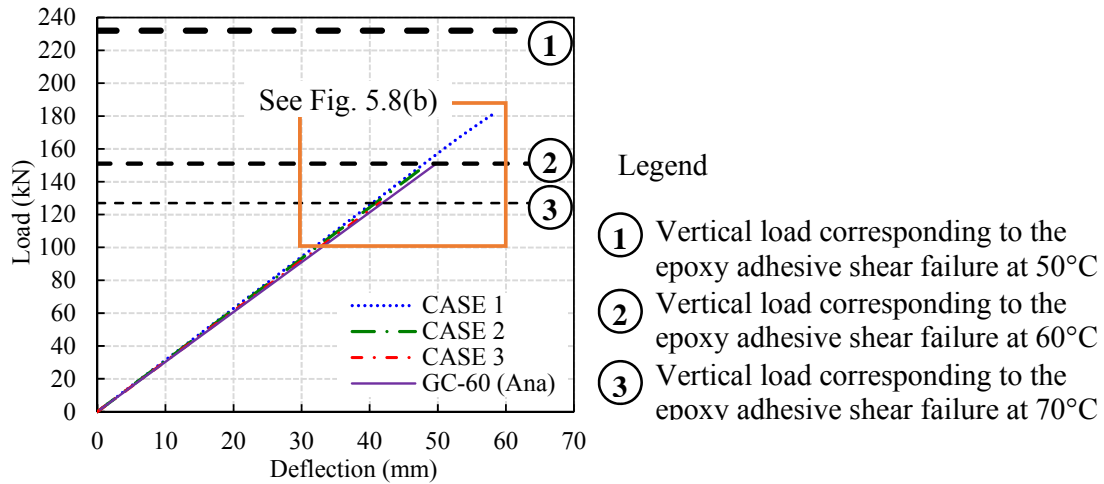 240
220
200
180
160
140
120
100
80
60
40
20
0
Load (kN)
0 10 20 30 40 50 60 70
Deflection (mm)
See Fig. 5.8(b)
1
2
3
CASE 1
CASE 2
CASE 3
GC-60 (Ana)
Legend
1 Vertical load corresponding to the
epoxy adhesive shear failure at 50°C
2 Vertical load corresponding to the
epoxy adhesive shear failure at 60°C
3 Vertical load corresponding to the
epoxy adhesive shear failure at 70°C